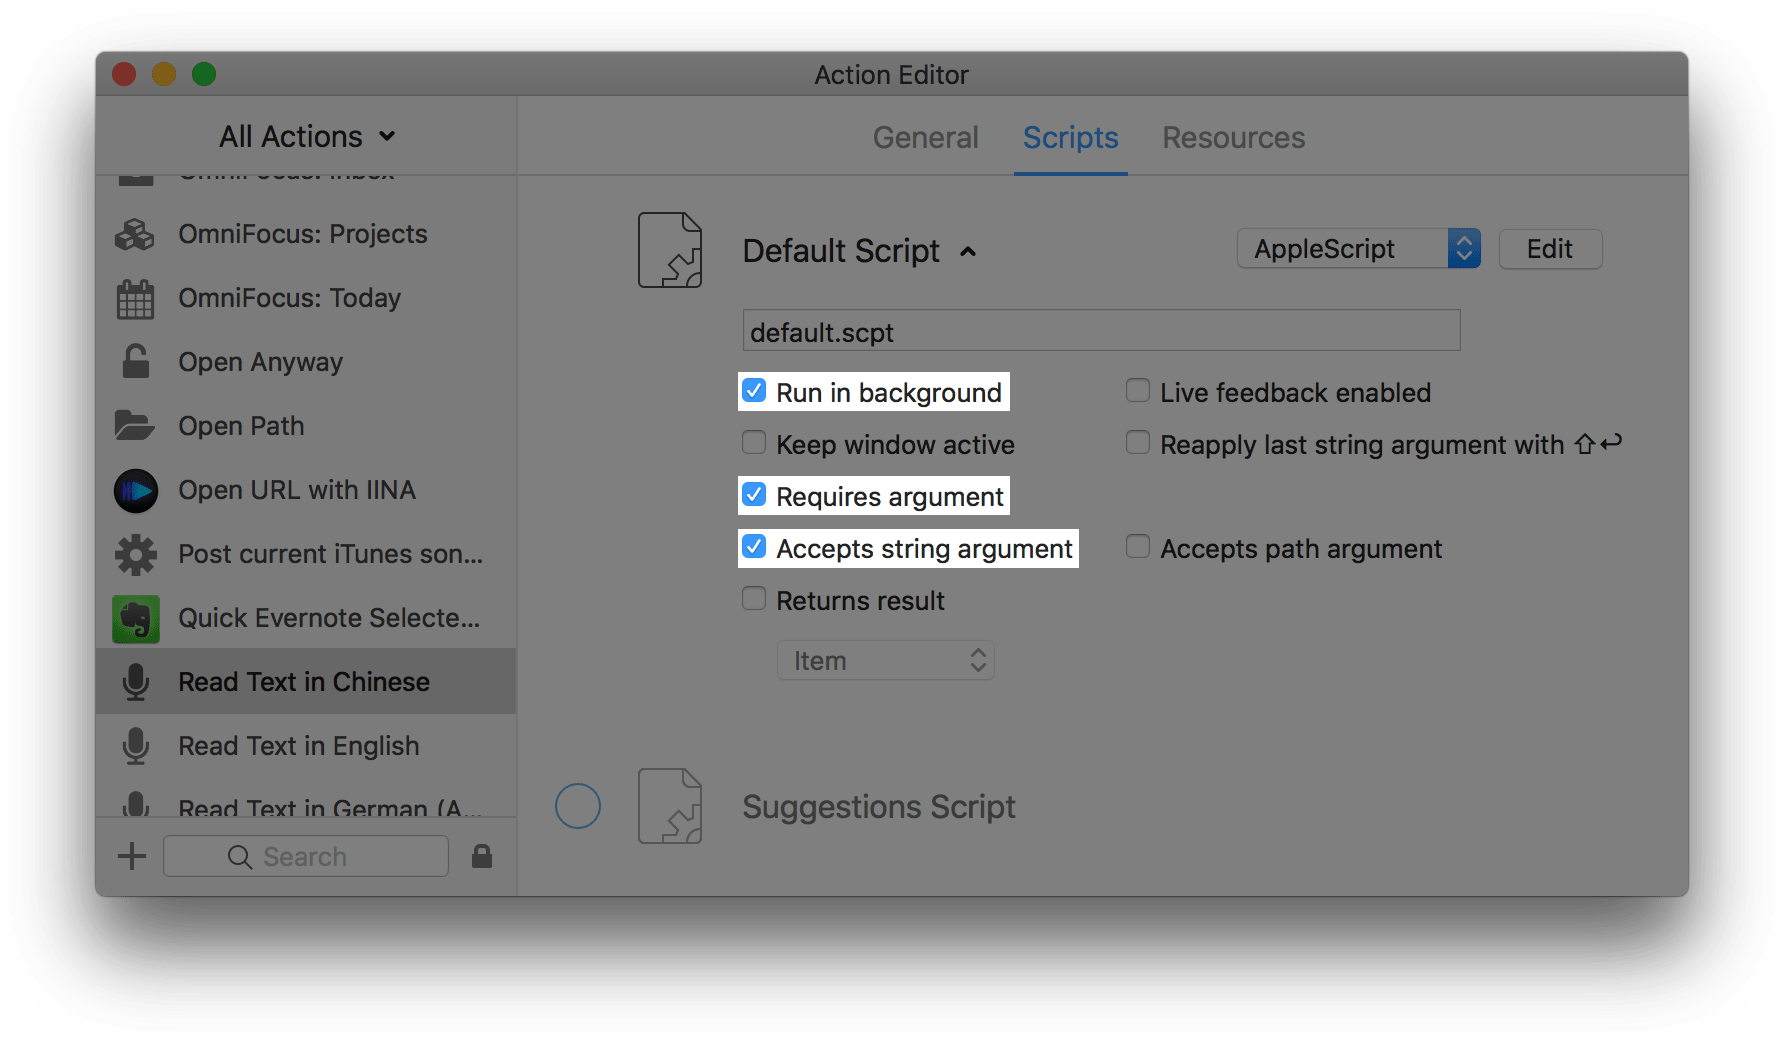 Action Editor
All Actions
General Scripts Resources
OmniFocus: Inbox
OmniFocus: Projects
OmniFocus: Today
Open Anyway
Open Path
Open URL with IINA
Post current iTunes son...
Quick Evernote Selecte...
Read Text in Chinese
Read Text in English
Read Text in German (A...
Search
Default Script
AppleScript
Edit
default.scpt
Run in background
Live feedback enabled
Keep window active
Reapply last string argument with ⇧↩
Requires argument
Accepts string argument
Accepts path argument
Returns result
Item
Suggestions Script